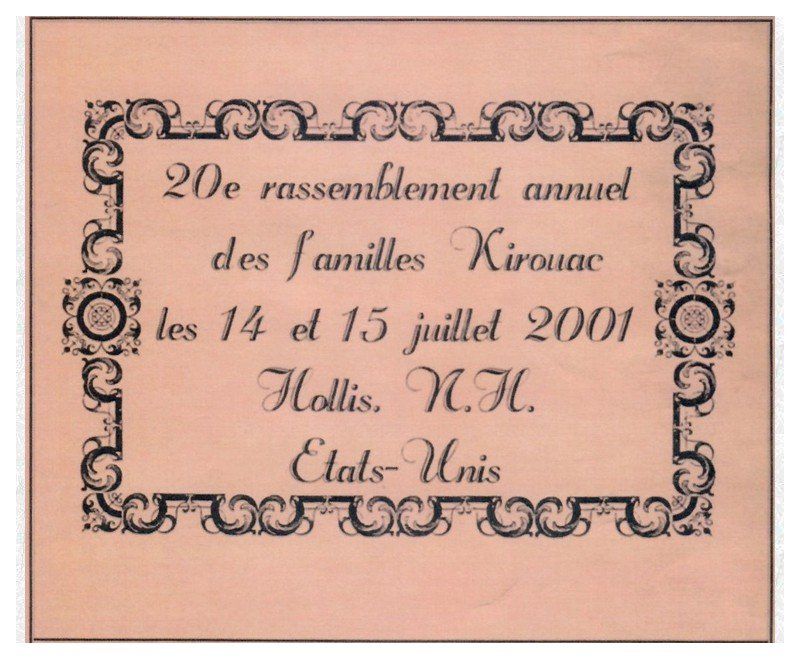 20e rassemblement annuel
des familles Kirouac
les 14 et 15 juillet 2001
Hollis, N.H.
Etats-Unis